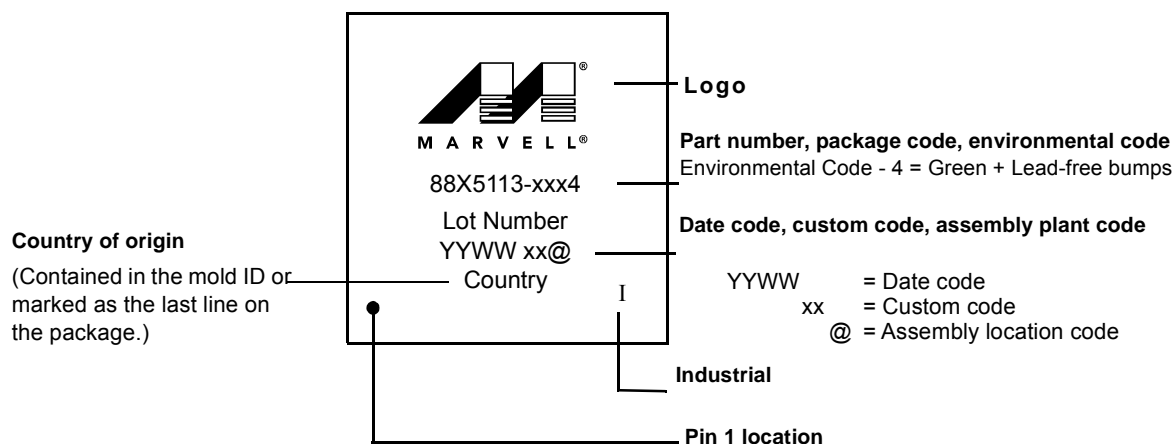 ®
MARVELL®
Logo
Part number, package code, environmental code
88X5113-xxx4
Environmental Code - 4 = Green + Lead-free bumps
Lot Number
Date code, custom code, assembly plant code
Country of origin
YYWW xx@
(Contained in the mold ID or
marked as the last line on
the package.)
Country
I
YYWW = Date code
xx = Custom code
@ = Assembly location code
Industrial
Pin 1 location